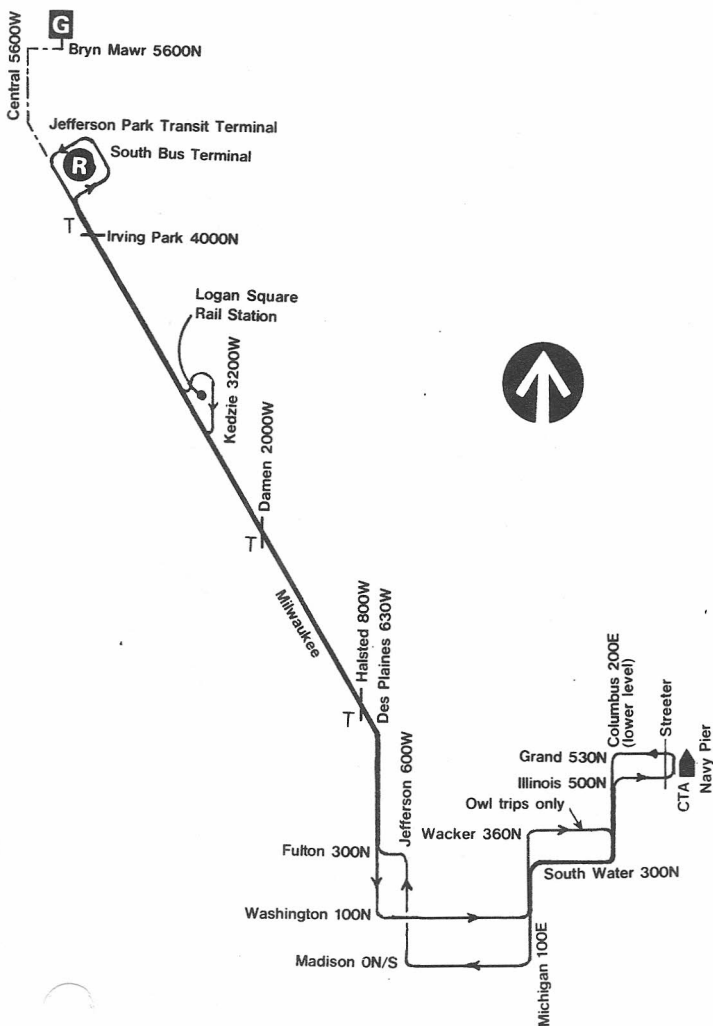 G
Bryn Mawr 5600N
Central 5600W
Jefferson Park Transit Terminal
South Bus Terminal
R
T
Irving Park 4000N
Logan Square
Rail Station
Kedzie 3200W
Damen 2000W
T
Milwaukee
Halsted 800W
Des Plaines 630W
T
Columbus 200E
(lower level)
Streeter
Grand 530N
Illinois 500N
CTA
Navy Pier
Jefferson 600W
Owl trips only
Wacker 360N
Fulton 300N
South Water 300N
Washington 100N
Madison 0N/S
Michigan 100E